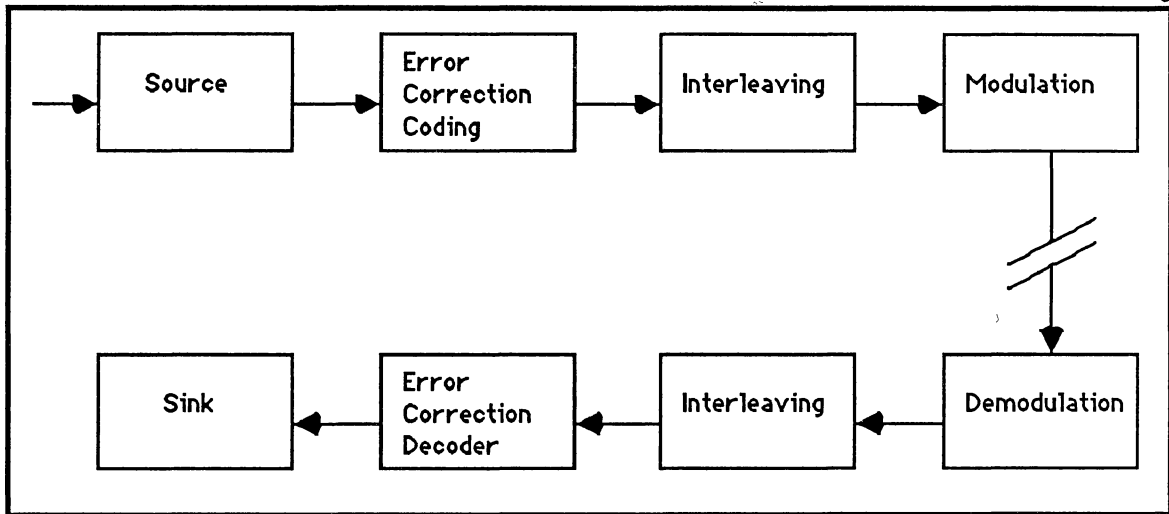 Source
Error
Correction
Coding
Interleaving
Modulation
Sink
Error
Correction
Decoder
Interleaving
Demodulation